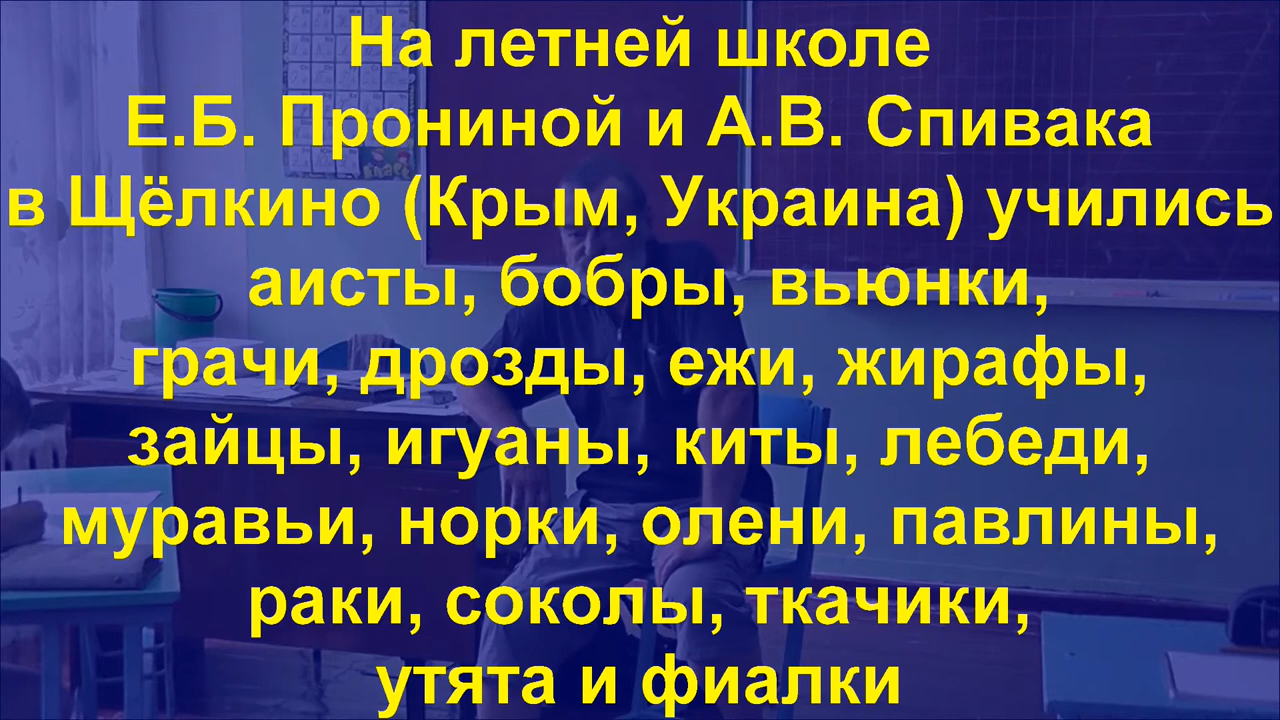 На летней школе
Е.Б. Прониной и А.В. Спивака
в Щёлкино (Крым, Украина) учились
аисты, бобры, вьюнки,
грачи, дрозды, ежи, жирафы,
зайцы, игуаны, киты, лебеди,
муравьи, норки, олени, павлины,
раки, соколы, ткачики,
утята и фиалки